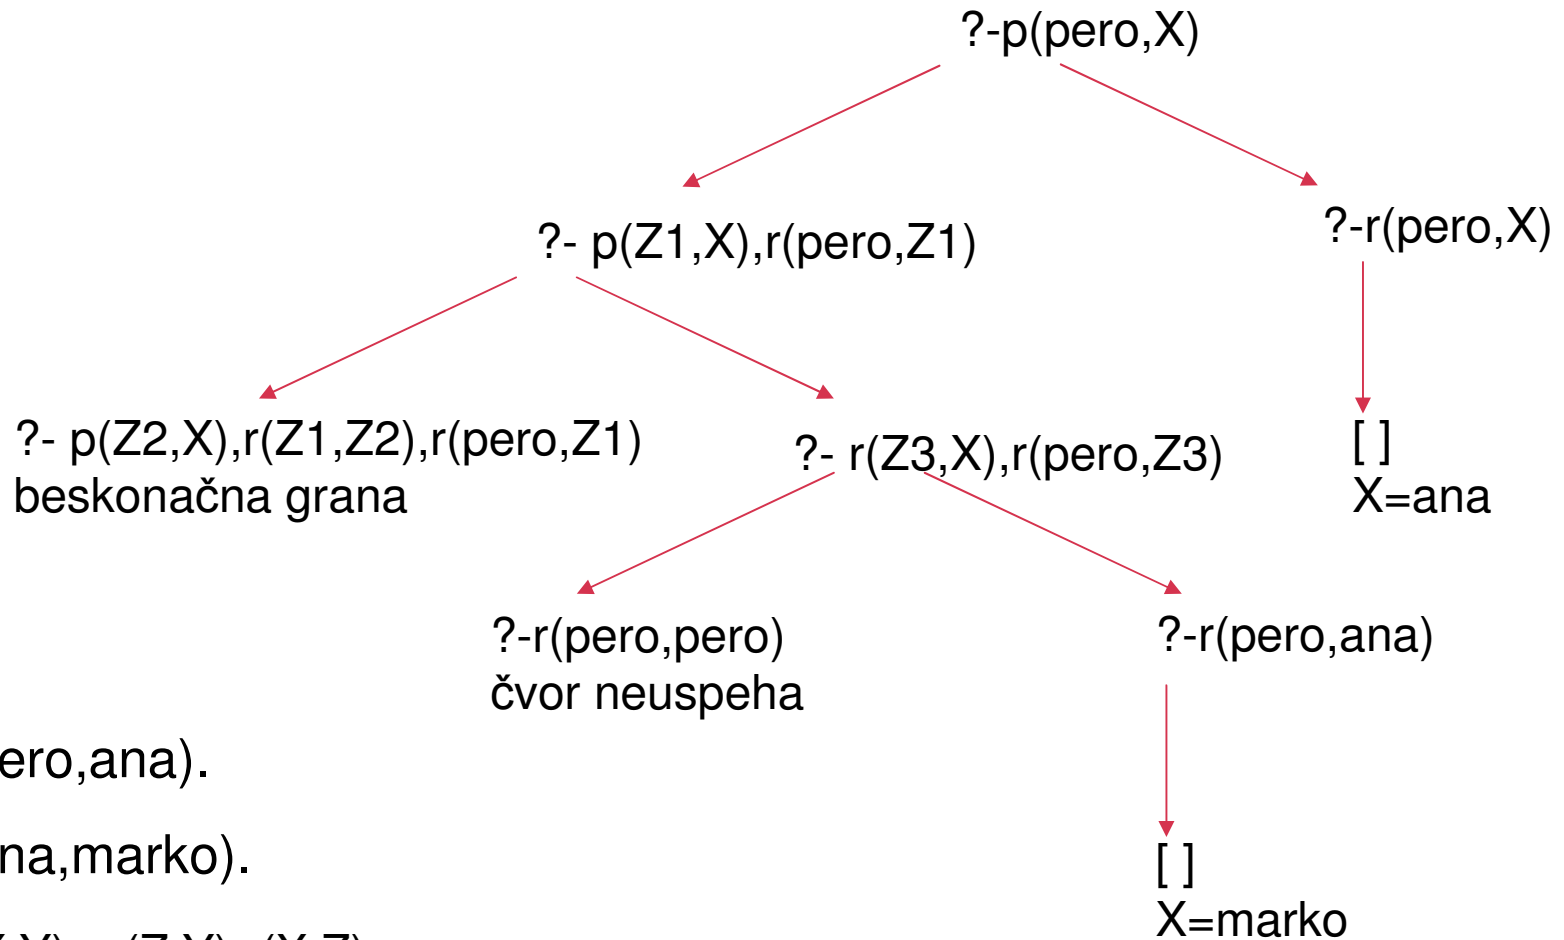 ?-p(pero,X)
?- p(Z1,X),r(pero,Z1)
?-r(pero,X)
?- p(Z2,X),r(Z1,Z2),r(pero,Z1)
beskonačna grana
?- r(Z3,X),r(pero,Z3)
[ ]
X=ana
?-r(pero,pero)
čvor neuspeha
?-r(pero,ana)
ero,ana).
na,marko).
[ ]
X=marko